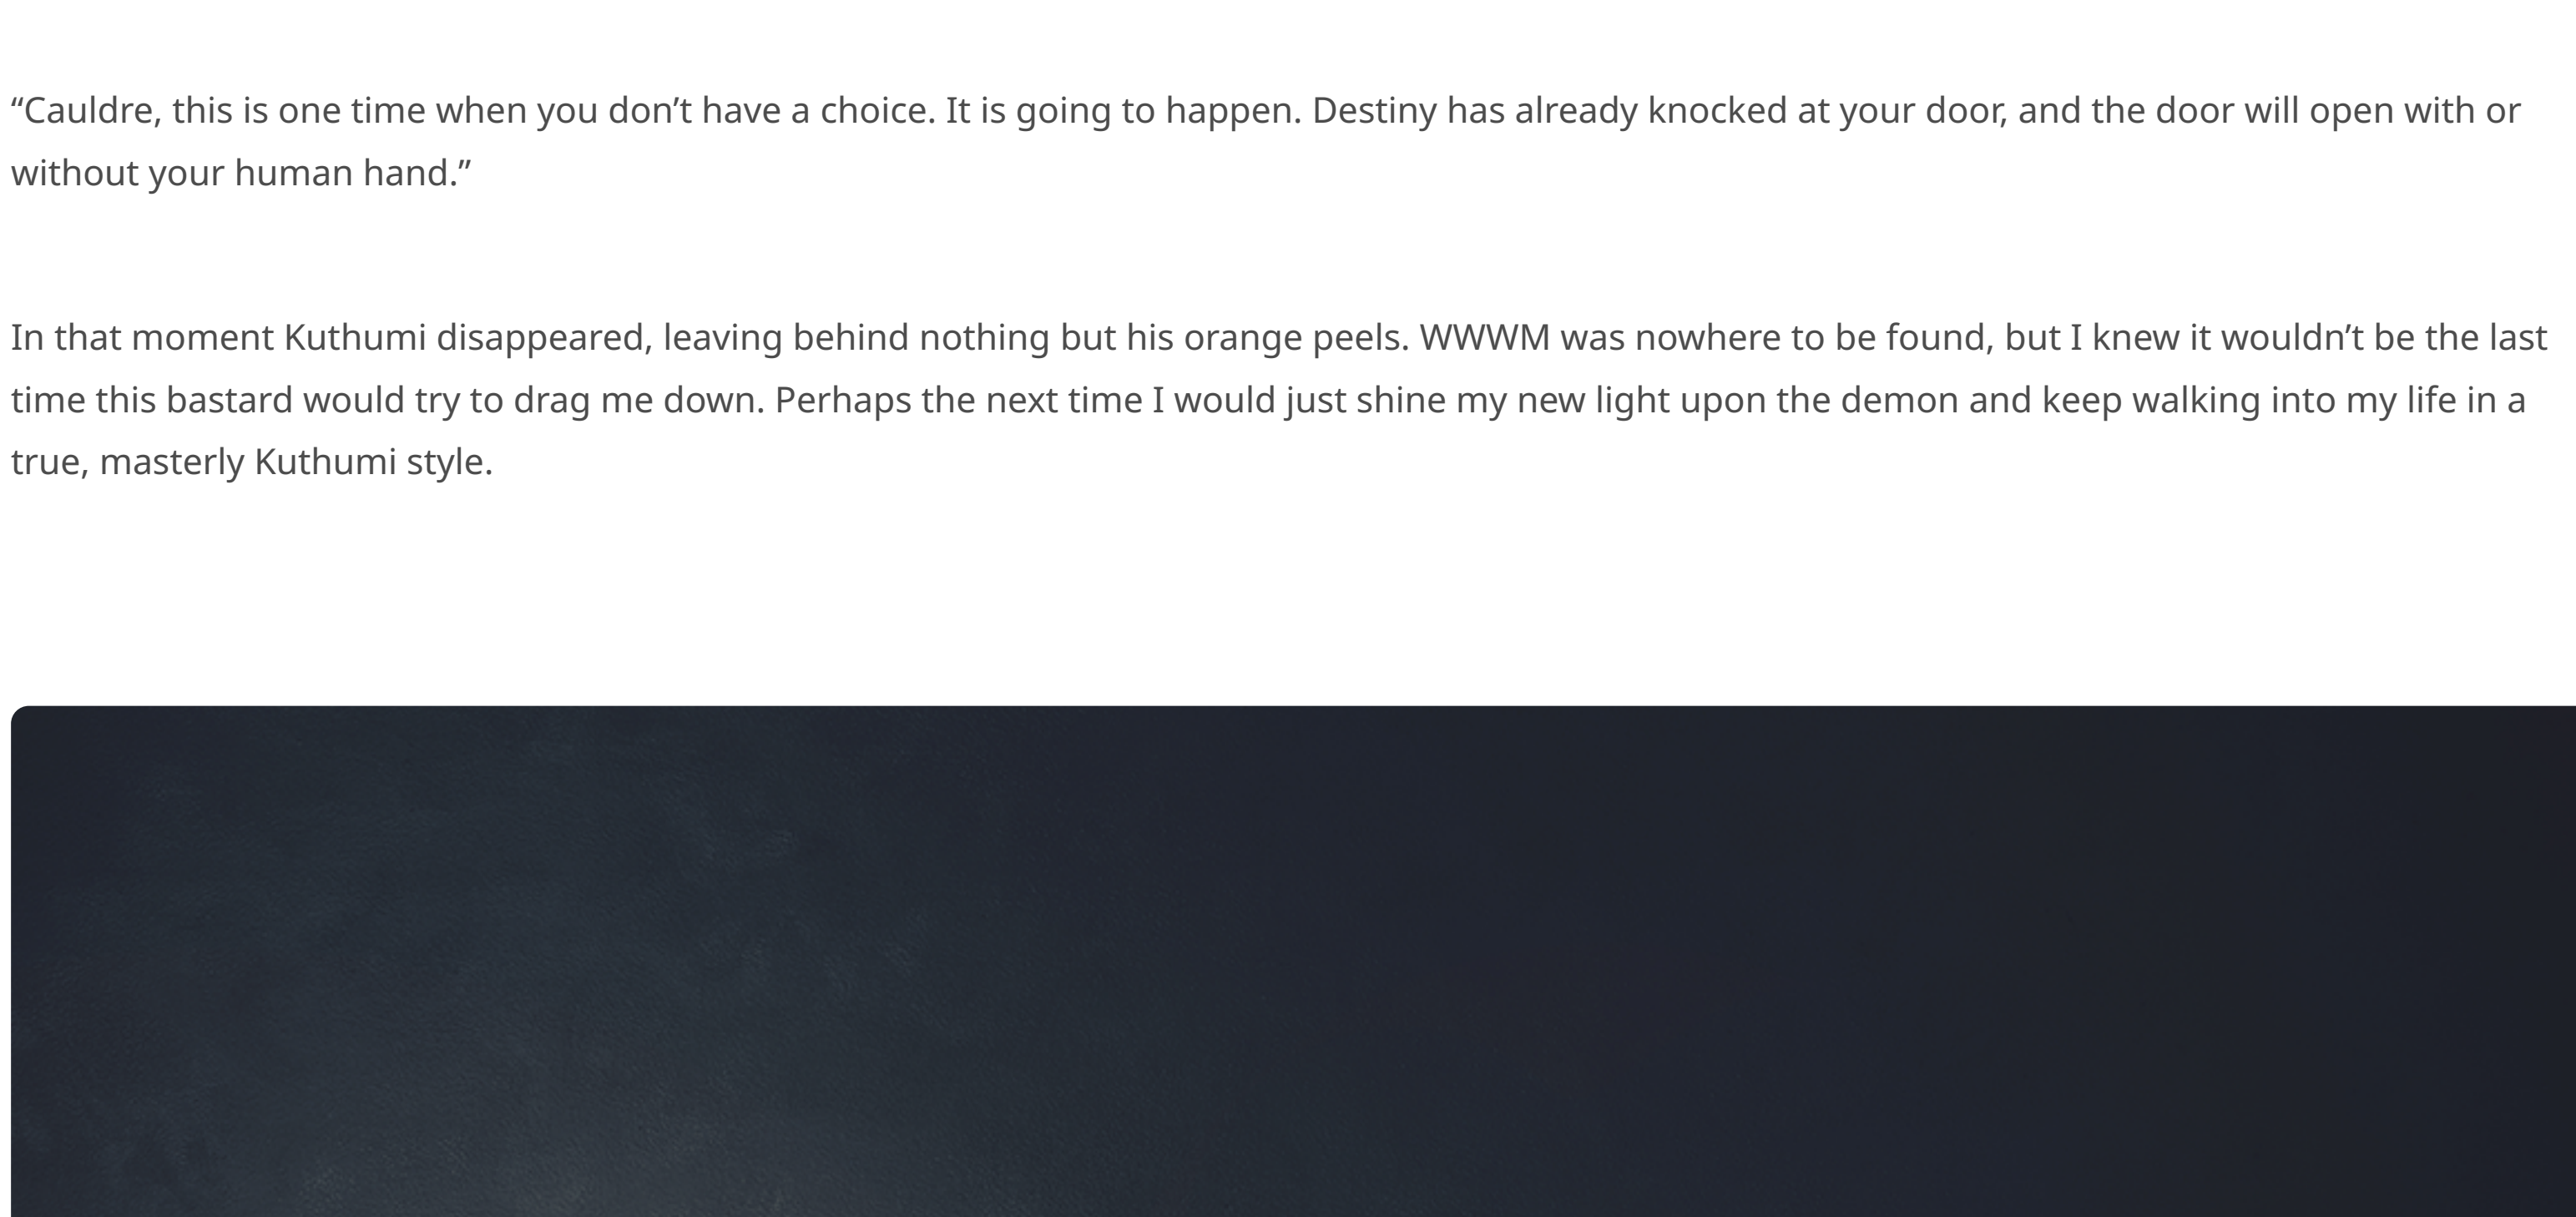 “Cauldre, this is one time when you don’t have a choice. It is going to happen. Destiny has already knocked at your door, and the door will open with or
without your human hand.”
In that moment Kuthumi disappeared, leaving behind nothing but his orange peels. WWWM was nowhere to be found, but I knew it wouldn’t be the last
time this bastard would try to drag me down. Perhaps the next time I would just shine my new light upon the demon and keep walking into my life in a
true, masterly Kuthumi style.